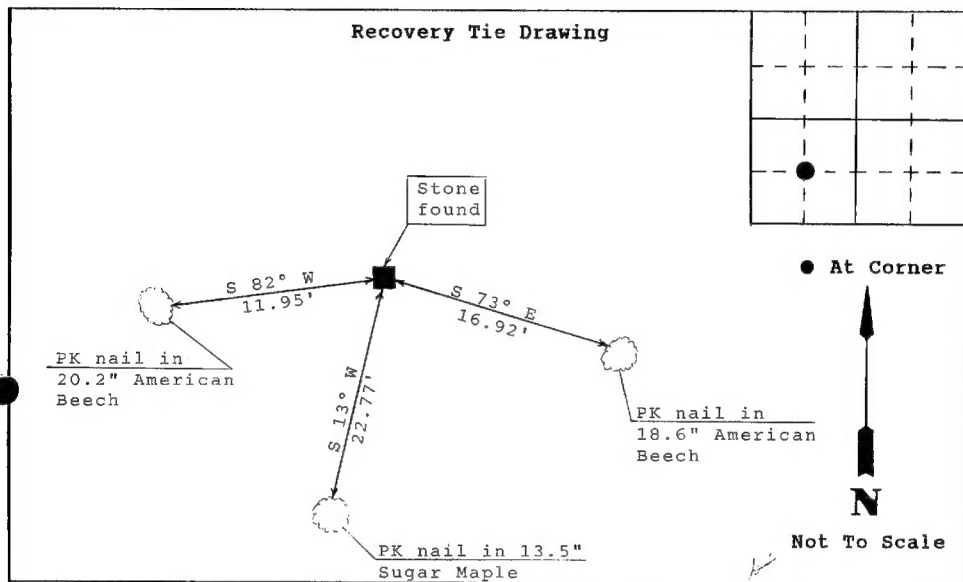 Recovery Tie Drawing
Stone
found
At Corner
S 82° W
11.95'
S 73° E
16.92'
S 13° W
22.77'
PK nail in
20.2" American
Beech
PK nail in
18.6" American
Beech
PK nail in 13.5"
Sugar Maple
N
Not To Scale